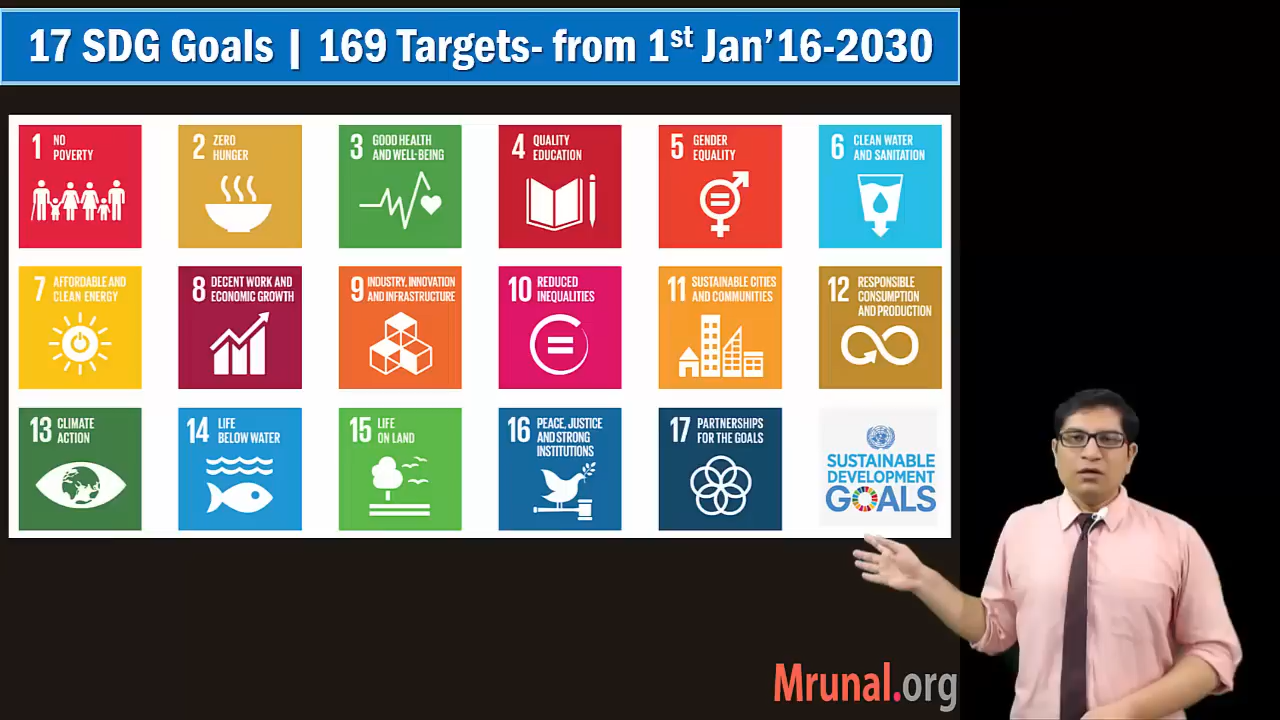 17 SDG Goals | 169 Targets- from 1st Jan'16-2030
1 NO
POVERTY
2 ZERO
HUNGER
3 GOOD HEALTH
AND WELL-BEING
4 QUALITY
EDUCATION
5 GENDER
EQUALITY
6 CLEAN WATER
AND SANITATION
7 AFFORDABLE AND
CLEAN ENERGY
8 DECENT WORK AND
ECONOMIC GROWTH
9 INDUSTRY, INNOVATION
AND INFRASTRUCTURE
10 REDUCED
INEQUALITIES
11 SUSTAINABLE CITIES
AND COMMUNITIES
12 RESPONSIBLE
CONSUMPTION
AND PRODUCTION
13 CLIMATE
ACTION
14 LIFE
BELOW WATER
15 LIFE
ON LAND
16 PEACE, JUSTICE
AND STRONG
INSTITUTIONS
17 PARTNERSHIPS
FOR THE GOALS
SUSTAINABLE
DEVELOPMENT
GOALS
Mrunal.org